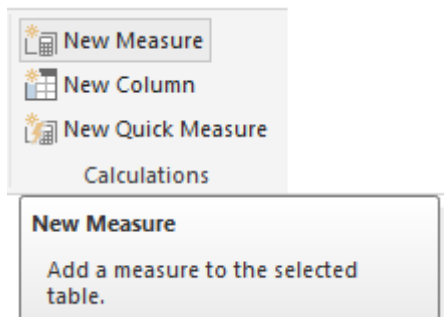 New Measure
New Column
New Quick Measure
Calculations
New Measure
Add a measure to the selected
table.